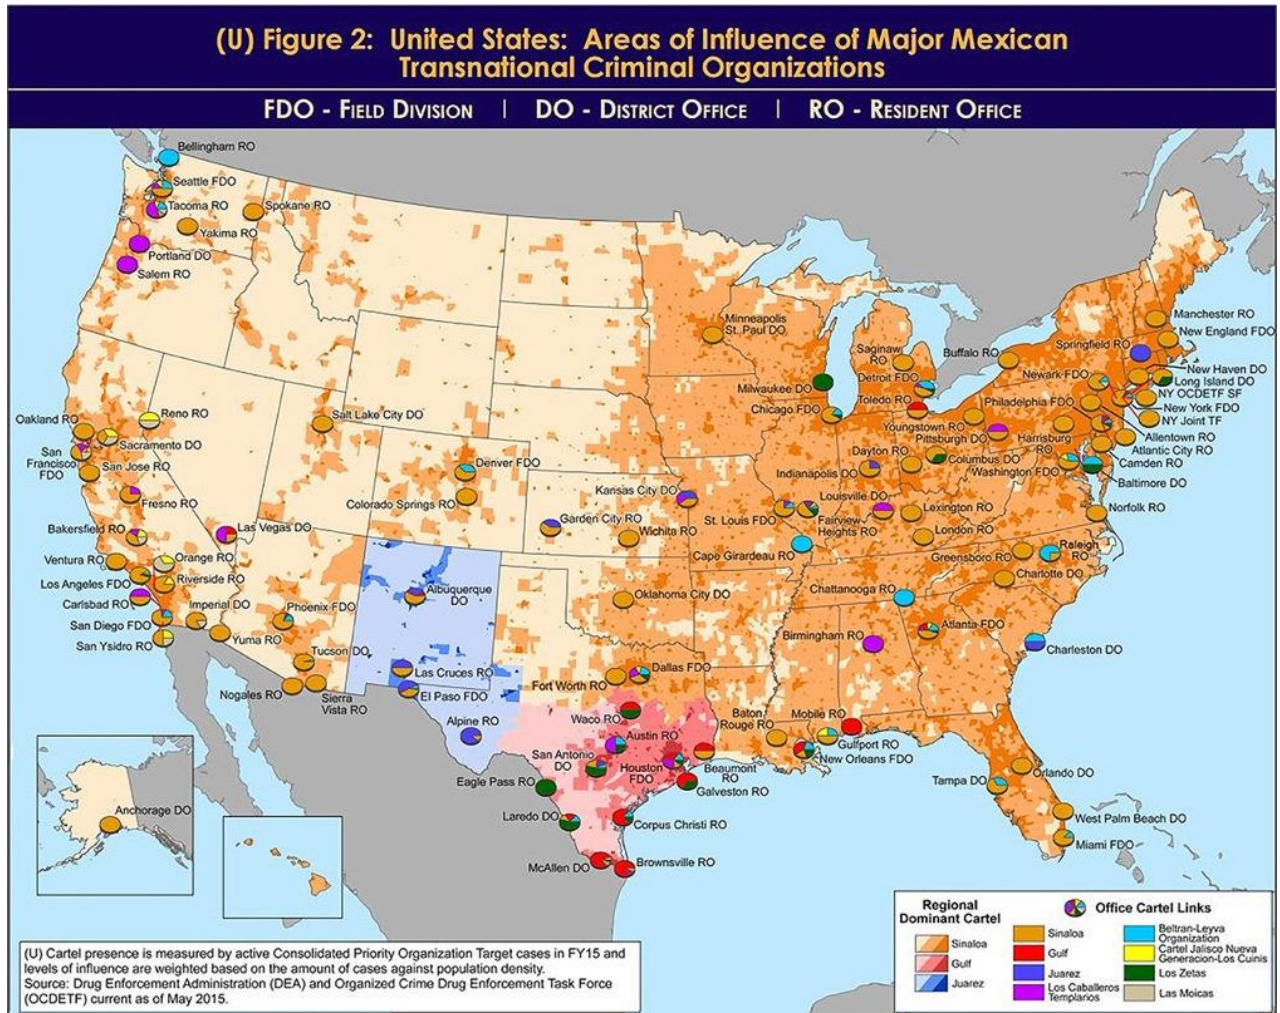 (U) Figure 2: United States: Areas of Influence of Major Mexican
Transnational Criminal Organizations
FDO - Field Division | DO - District Office | RO - Resident Office
Bellingham RO
Seattle FDO
Tacoma RO
Spokane RO
Yakima RO
Portland DO
Salem RO
Minneapolis
St. Paul DO
Saginaw
RO
Detroit FDO
Buffalo RO
Manchester RO
New England FDO
Springfield RO
New Haven DO
Long Island DO
NY OCDETF SF
New York FDO
NY Joint TF
Newark FDO
Philadelphia FDO
Milwaukee DO
Chicago FDO
Toledo RO
Youngstown RO
Pittsburgh DO
Harrisburg
RO
Allentown RO
Atlantic City RO
Camden RO
Baltimore DO
Washington FDO
Columbus DO
Dayton RO
Indianapolis DO
Oakland RO
Reno RO
Sacramento DO
San
Francisco
FDO
San Jose RO
Fresno RO
Salt Lake City DO
Denver FDO
Colorado Springs RO
Kansas City DO
Garden City RO
Wichita RO
St. Louis FDO
Fairview
Heights RO
Louisville DO
Lexington RO
London RO
Norfolk RO
Greensboro RO
Raleigh
RO
Charlotte DO
Cape Girardeau RO
Bakersfield RO
Las Vegas DO
Ventura RO
Orange RO
Los Angeles FDO
Riverside RO
Carlsbad RO
Imperial DO
San Diego FDO
San Ysidro RO
Yuma RO
Phoenix FDO
Tucson DO
Nogales RO
Sierra
Vista RO
Albuquerque
DO
Las Cruces RO
El Paso FDO
Alpine RO
Oklahoma City DO
Chattanooga RO
Atlanta FDO
Birmingham RO
Charleston DO
Dallas FDO
Fort Worth RO
Waco RO
Austin RO
San Antonio
DO
Houston
FDO
Beaumont
RO
Galveston RO
Eagle Pass RO
Laredo DO
Corpus Christi RO
McAllen DO
Brownsville RO
Baton
Rouge RO
Mobile RO
Gulfport RO
New Orleans FDO
Orlando DO
Tampa DO
West Palm Beach DO
Miami FDO
Anchorage DO
(U) Cartel presence is measured by active Consolidated Priority Organization Target cases in FY15 and
levels of influence are weighted based on the amount of cases against population density.
Source: Drug Enforcement Administration (DEA) and Organized Crime Drug Enforcement Task Force
(OCDETF) current as of May 2015.
Regional
Dominant Cartel
Sinaloa
Gulf
Juarez
Office Cartel Links
Sinaloa
Gulf
Juarez
Los Caballeros
Templarios
Beltran-Leyva
Organization
Cartel Jalisco Nueva
Generacion-Los Cuinis
Los Zetas
Las Moicas